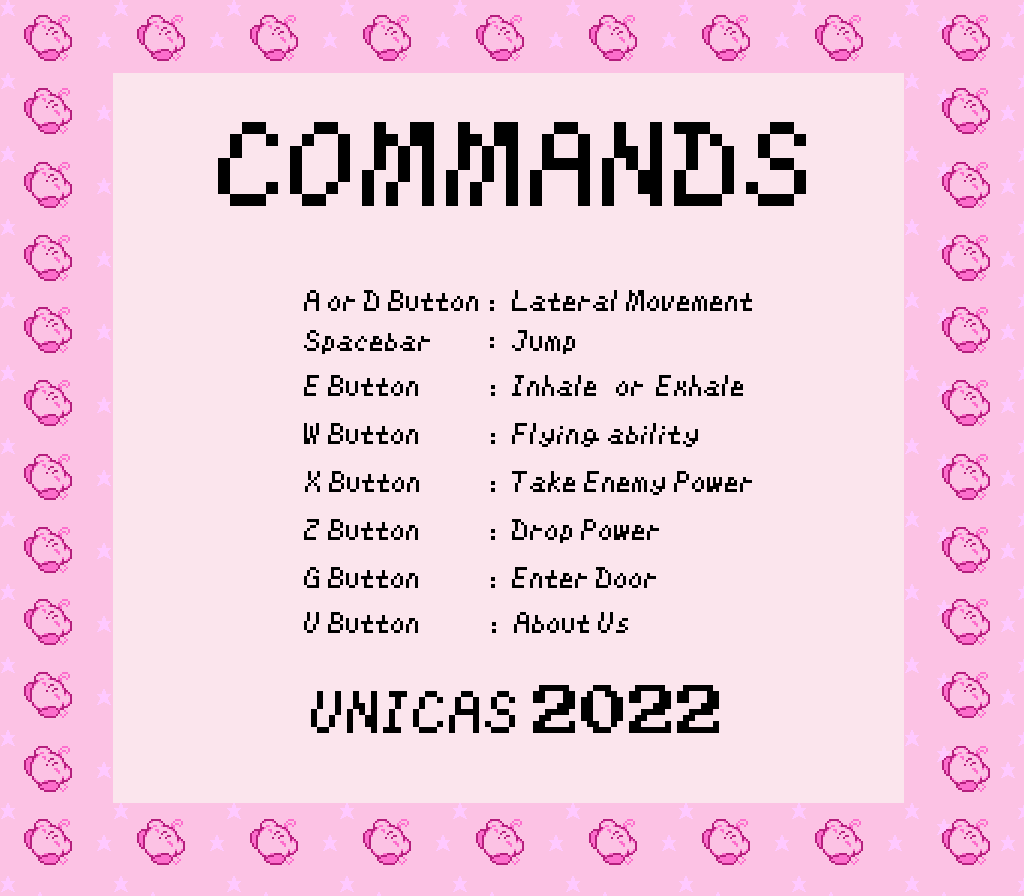 COMMANDS
A or D Button : Lateral Movement
Spacebar : Jump
E Button : Inhale or Exhale
W Button : Flying ability
X Button : Take Enemy Power
Z Button : Drop Power
G Button : Enter Door
U Button : About Us
UNICAS 2022